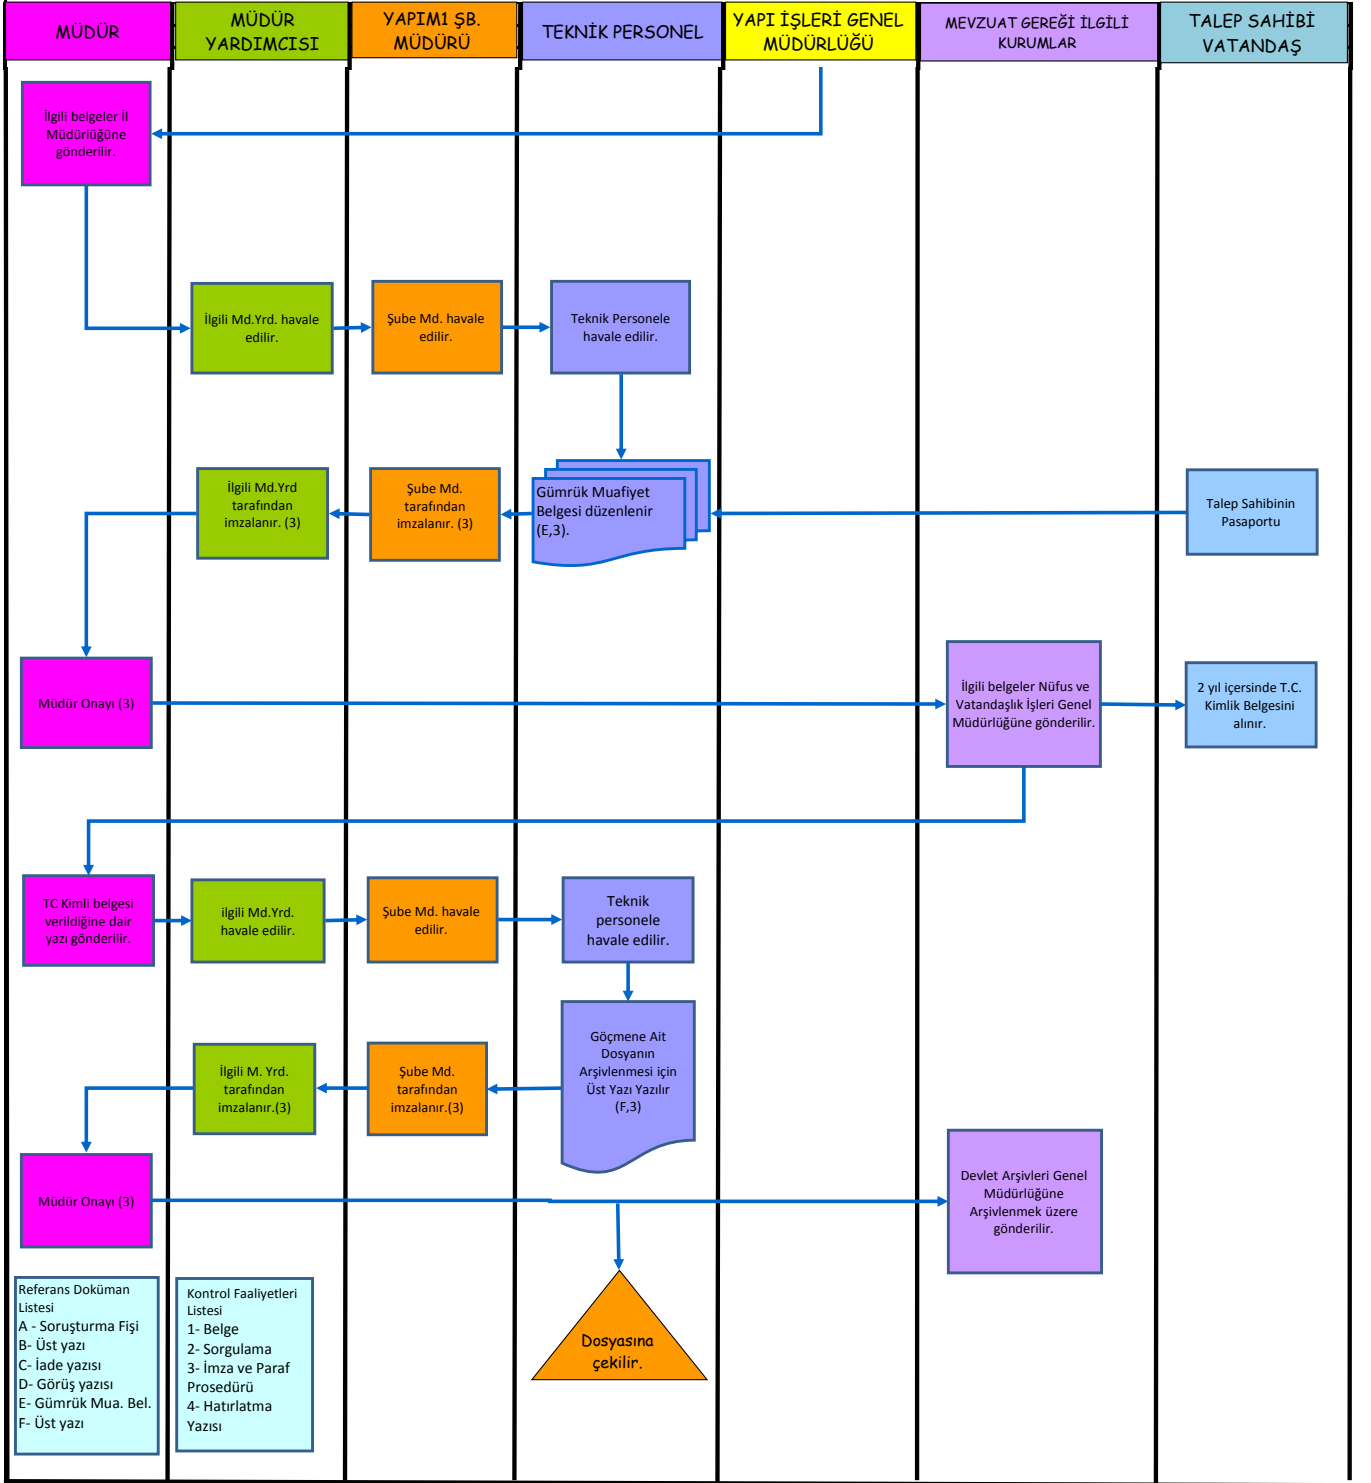 MÜDÜR
MÜDÜR
YARDIMCISI
YAPIM1 ŞB.
MÜDÜRÜ
TEKNİK PERSONEL
YAPI İŞLERİ GENEL
MÜDÜRLÜĞÜ
MEVZUAT GEREĞİ İLGİLİ
KURUMLAR
TALEP SAHİBİ
VATANDAŞ
İlgili belgeler İl
Müdürlüğüne
gönderilir.
İlgili Md.Yrd. havale
edilir.
Şube Md. havale
edilir.
Teknik Personele
havale edilir.
İlgili Md.Yrd
tarafından
imzalanır. (3)
Şube Md.
tarafından
imzalanır. (3)
Gümrük Muafiyet
Belgesi düzenlenir
(E,3).
Talep Sahibinin
Pasaportu
Müdür Onayı (3)
İlgili belgeler Nüfus ve
Vatandaşlık İşleri Genel
Müdürlüğüne gönderilir.
2 yıl içersinde T.C.
Kimlik Belgesini
alınır.
TC Kimli belgesi
verildiğine dair
yazı gönderilir.
ilgili Md.Yrd.
havale edilir.
Şube Md. havale
edilir.
Teknik
personele
havale edilir.
İlgili M. Yrd.
tarafından
imzalanır.(3)
Şube Md.
tarafından
imzalanır.(3)
Göçmene Ait
Dosyanın
Arşivlenmesi için
Üst Yazı Yazılır
(F,3)
Müdür Onayı (3)
Devlet Arşivleri Genel
Müdürlüğüne
Arşivlenmek üzere
gönderilir.
Referans Doküman
Listesi
A - Soruşturma Fişi
B- Üst yazı
C- İade yazısı
D- Görüş yazısı
E- Gümrük Mua. Bel.
F- Üst yazı
Kontrol Faaliyetleri
Listesi
1- Belge
2- Sorgulama
3- İmza ve Paraf
Prosedürü
4- Hatırlatma
Yazısı
Dosyasına
çekilir.